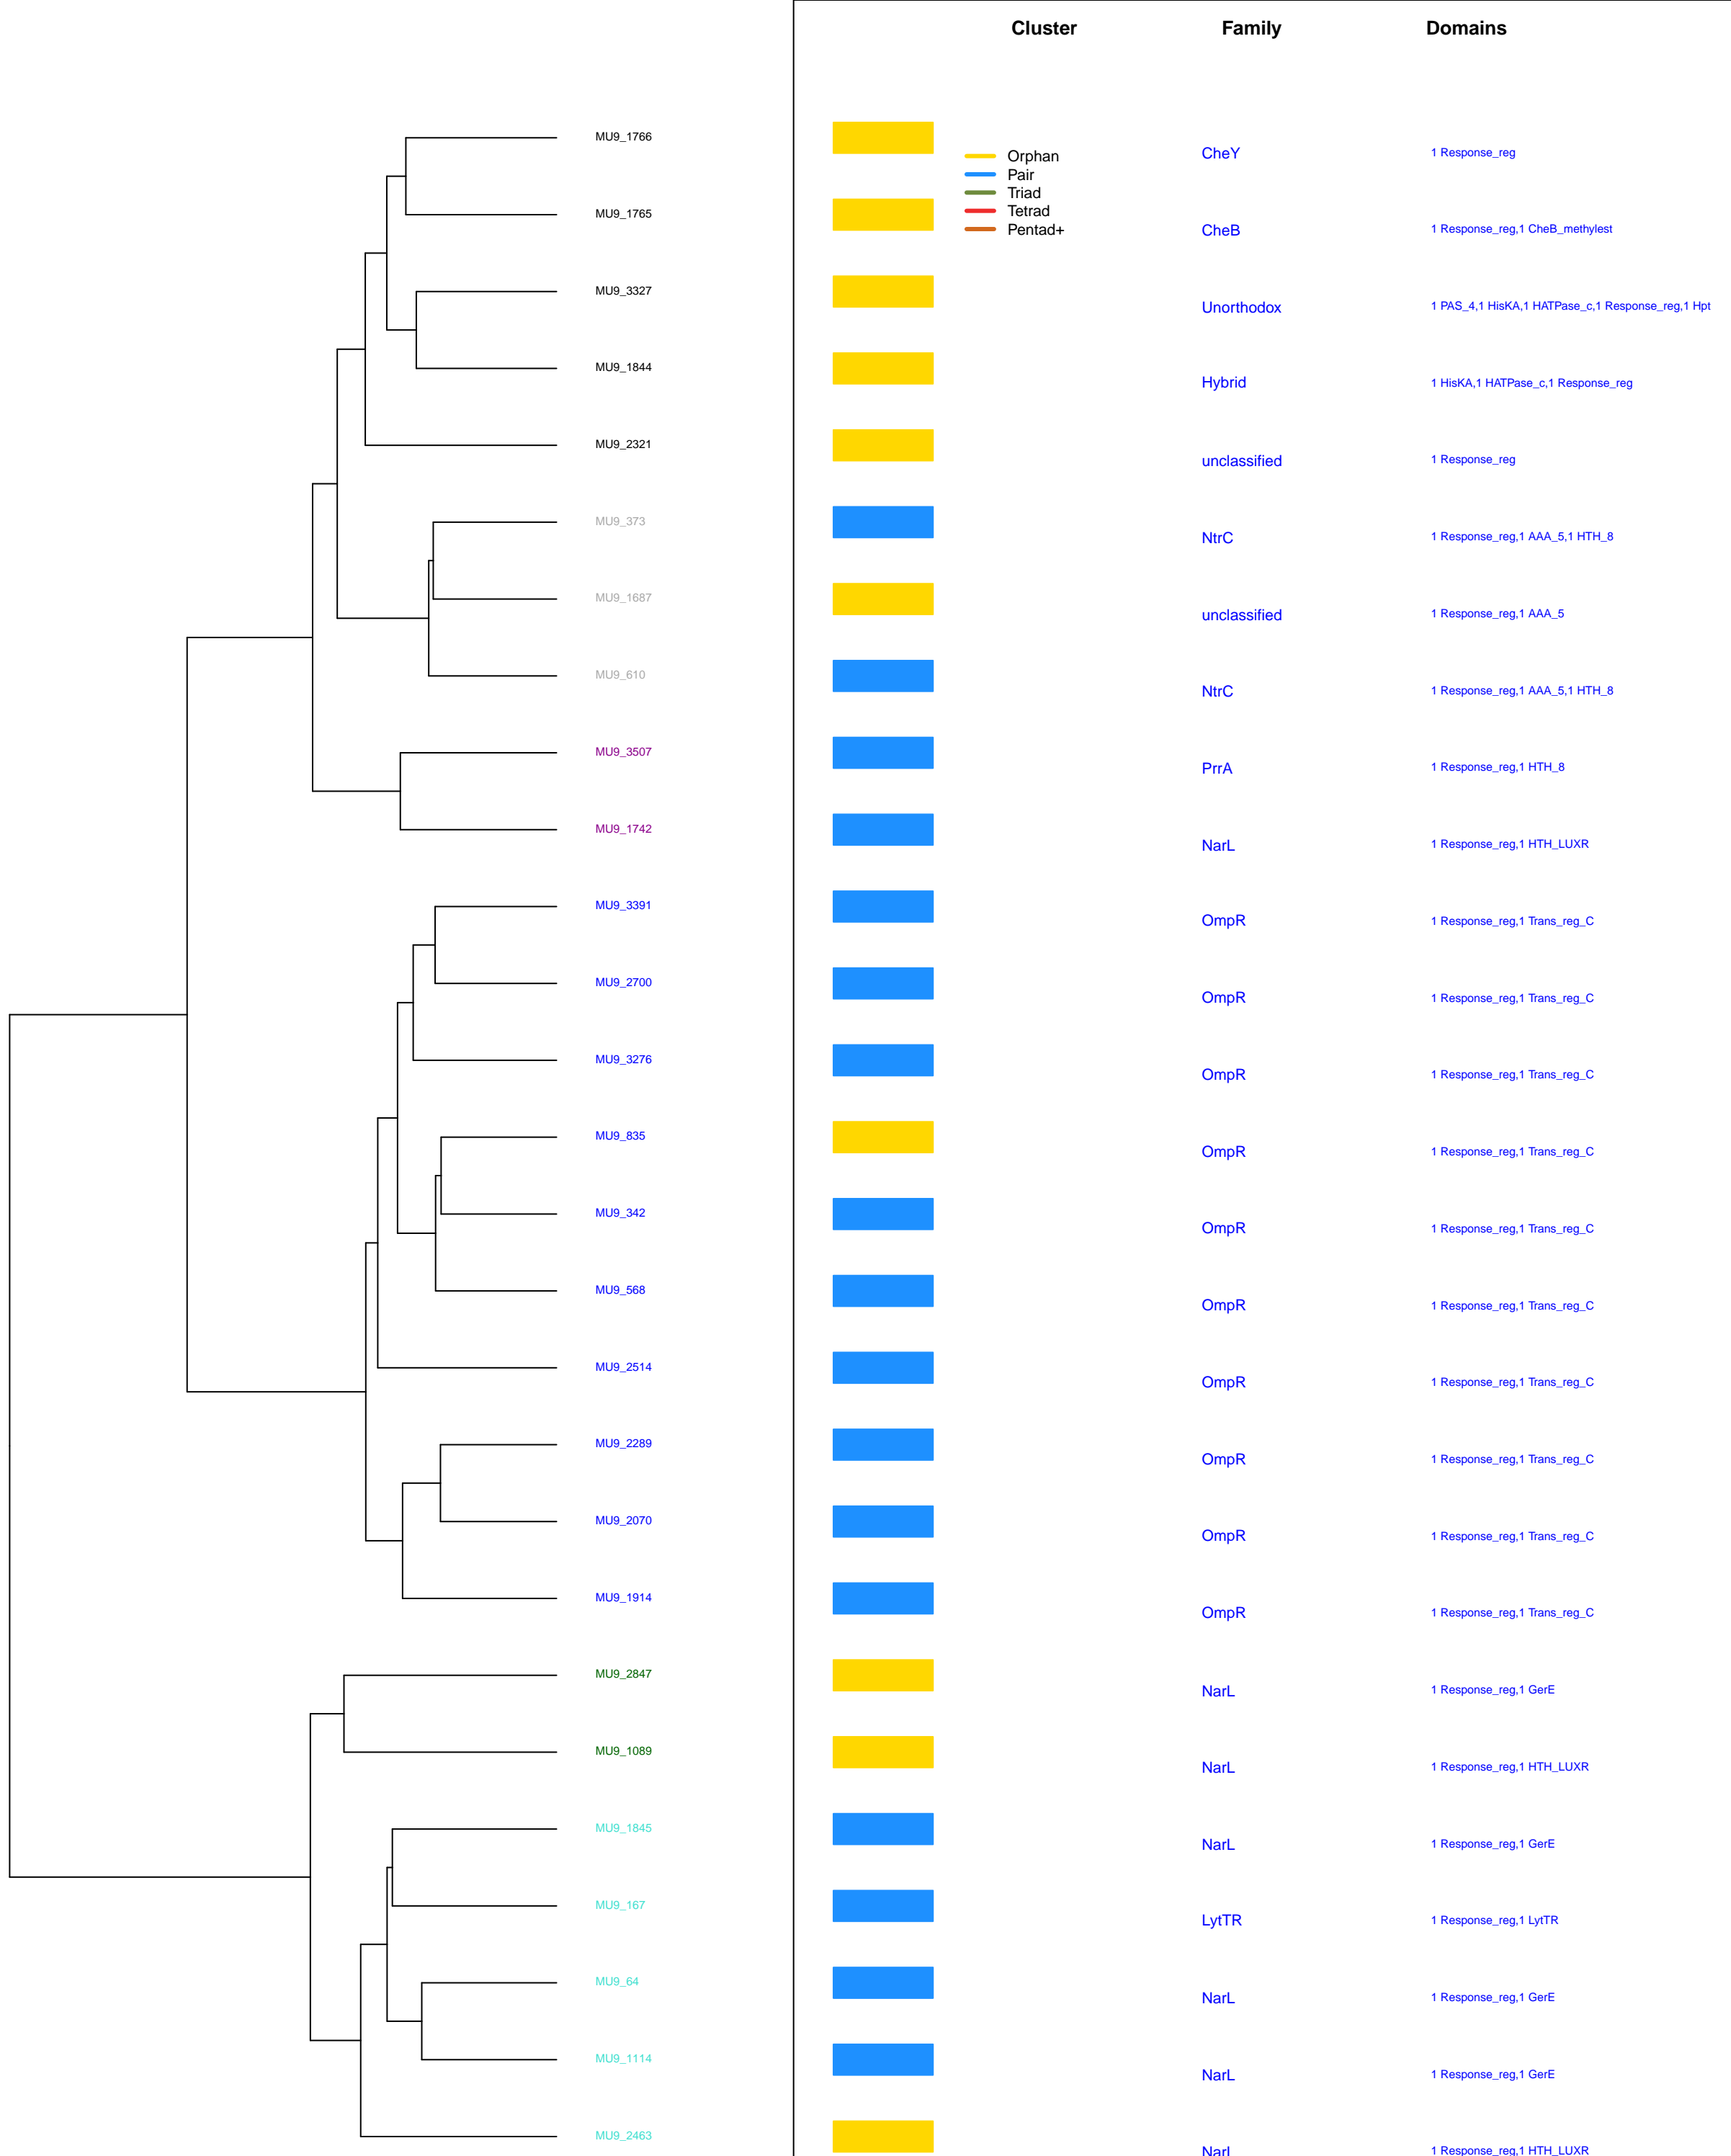 Cluster Family Domains
MU9_1766
CheY 1 Response_reg
Orphan
Pair
Triad
Tetrad
Pentad+
MU9_1765
CheB 1 Response_reg,1 CheB_methylest
MU9_3327
Unorthodox 1 PAS_4,1 HisKA,1 HATPase_c,1 Response_reg,1 Hpt
MU9_1844
Hybrid 1 HisKA,1 HATPase_c,1 Response_reg
MU9_2321
unclassified 1 Response_reg
MU9_373
NtrC 1 Response_reg,1 AAA_5,1 HTH_8
MU9_1687
unclassified 1 Response_reg,1 AAA_5
MU9_610
NtrC 1 Response_reg,1 AAA_5,1 HTH_8
MU9_3507
PrrA 1 Response_reg,1 HTH_8
MU9_1742
NarL 1 Response_reg,1 HTH_LUXR
MU9_3391
OmpR 1 Response_reg,1 Trans_reg_C
MU9_2700
OmpR 1 Response_reg,1 Trans_reg_C
MU9_3276
OmpR 1 Response_reg,1 Trans_reg_C
MU9_835
OmpR 1 Response_reg,1 Trans_reg_C
MU9_342
OmpR 1 Response_reg,1 Trans_reg_C
MU9_568
OmpR 1 Response_reg,1 Trans_reg_C
MU9_2514
OmpR 1 Response_reg,1 Trans_reg_C
MU9_2289
OmpR 1 Response_reg,1 Trans_reg_C
MU9_2070
OmpR 1 Response_reg,1 Trans_reg_C
MU9_1914
OmpR 1 Response_reg,1 Trans_reg_C
MU9_2847
NarL 1 Response_reg,1 GerE
MU9_1089
NarL 1 Response_reg,1 HTH_LUXR
MU9_1845
NarL 1 Response_reg,1 GerE
MU9_167
LytTR 1 Response_reg,1 LytTR
MU9_64
NarL 1 Response_reg,1 GerE
MU9_1114
NarL 1 Response_reg,1 GerE
MU9_2463
NarL 1 Response_reg,1 HTH_LUXR